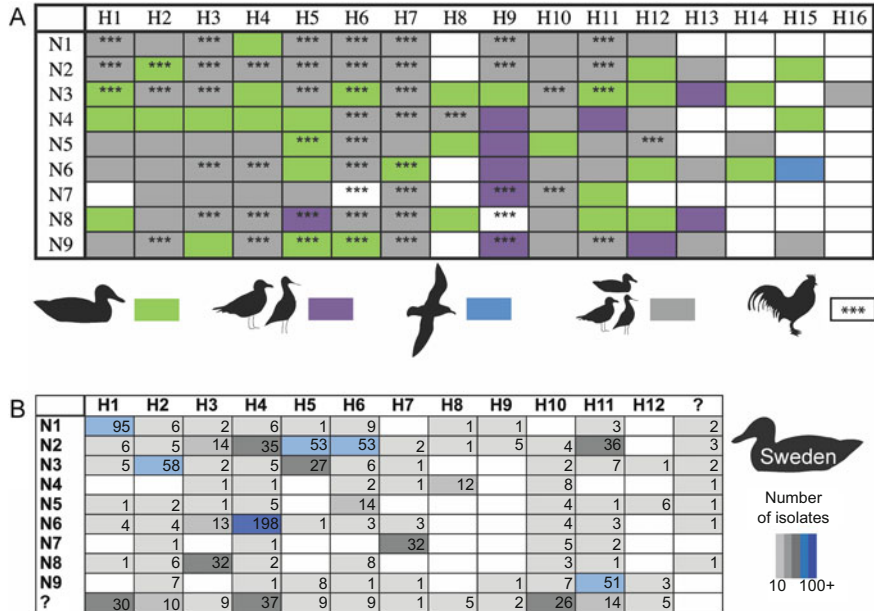 A H1 H2 H3 H4 H5 H6 H7 H8 H9 H10 H11 H12 H13 H14 H15 H16
N1 *** *** *** *** *** *** ***
N2 *** *** *** *** *** *** *** *** ***
N3 *** *** *** *** *** *** *** ***
N4 *** *** ***
N5 *** *** ***
N6 *** *** *** ***
N7 *** *** *** ***
N8 *** *** *** *** *** ***
N9 *** *** *** *** *** *** ***
***
B H1 H2 H3 H4 H5 H6 H7 H8 H9 H10 H11 H12 ?
N1 95 6 2 6 1 9 1 1 3 2
N2 6 5 14 35 53 53 2 1 5 4 36 3
N3 5 58 2 5 27 6 1 2 7 1 2
N4 1 1 2 1 12 8 1
N5 1 2 1 5 14 4 1 6 1
N6 4 4 13 198 1 3 3 4 3 1
N7 1 1 32 5 2
N8 1 6 32 2 8 3 1 1
N9 7 1 8 1 1 1 7 51 3
? 30 10 9 37 9 9 1 5 2 26 14 5
Sweden
Number
of isolates
10 100+